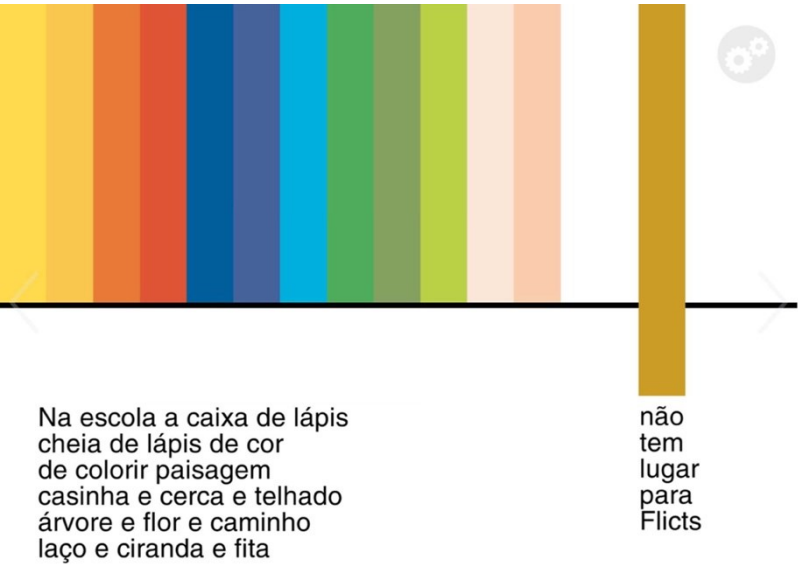 Na escola a caixa de lápis
cheia de lápis de cor
de colorir paisagem
casinha e cerca e telhado
árvore e flor e caminho
laço e ciranda e fita
não
tem
lugar
para
Flicts